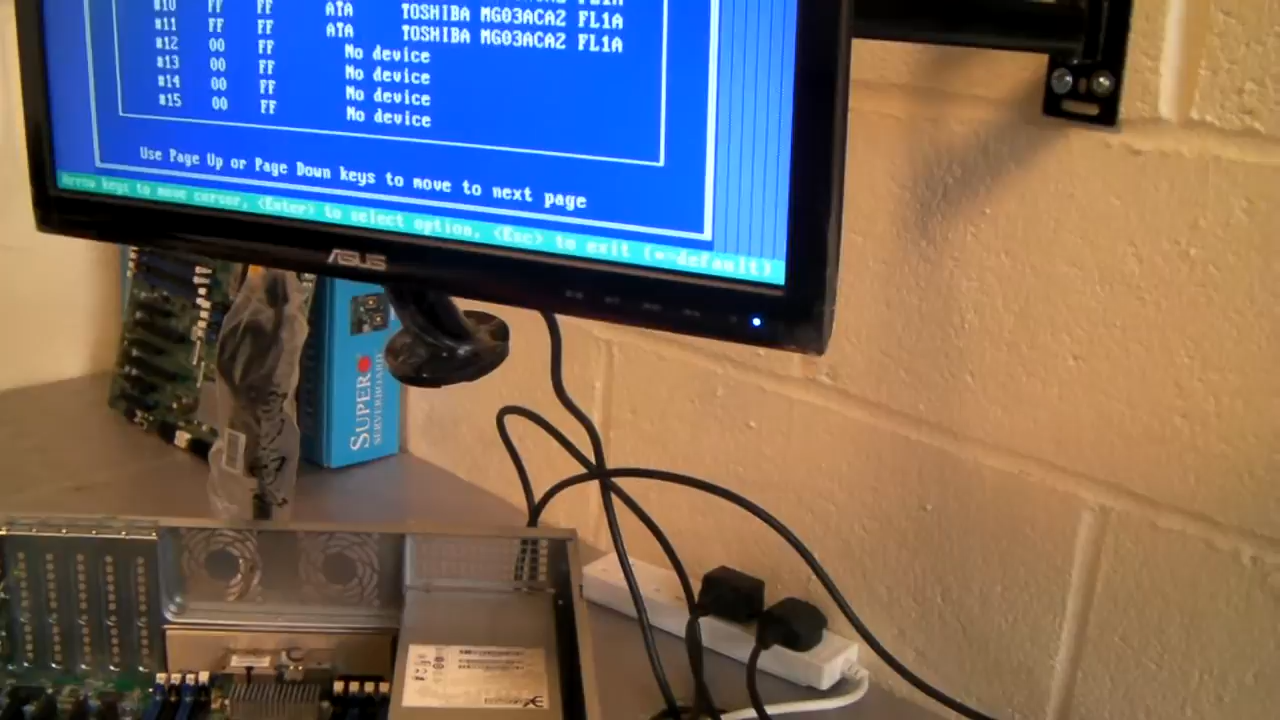 #10 FF FF ATA TOSHIBA MG03ACA2 FL1A
#11 FF FF ATA TOSHIBA MG03ACA2 FL1A
#12 00 FF No device
#13 00 FF No device
#14 00 FF No device
#15 00 FF No device
Use Page Up or Page Down keys to move to next page
Arrow keys to move cursor, <Enter> to select option, <Esc> to exit (*=default)
ASUS
SUPER
SERVERBOARD